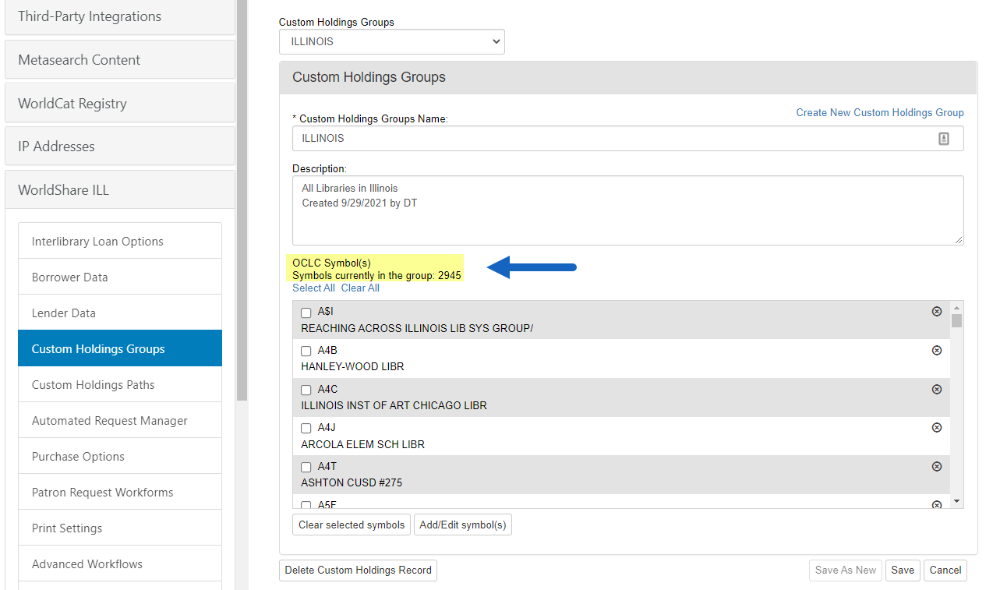 Third-Party Integrations
Metasearch Content
WorldCat Registry
IP Addresses
WorldShare ILL
Interlibrary Loan Options
Borrower Data
Lender Data
Custom Holdings Groups
Custom Holdings Paths
Automated Request Manager
Purchase Options
Patron Request Workforms
Print Settings
Advanced Workflows
Custom Holdings Groups
ILLINOIS
Custom Holdings Groups
Create New Custom Holdings Group
* Custom Holdings Groups Name:
ILLINOIS
Description:
All Libraries in Illinois
Created 9/29/2021 by DT
OCLC Symbol(s)
Symbols currently in the group: 2945
Select All Clear All
A$I
REACHING ACROSS ILLINOIS LIB SYS GROUP/
A4B
HANLEY-WOOD LIBR
A4C
ILLINOIS INST OF ART CHICAGO LIBR
A4J
ARCOLA ELEM SCH LIBR
A4T
ASHTON CUSD #275
Clear selected symbols Add/Edit symbol(s)
Delete Custom Holdings Record Save As New Save Cancel